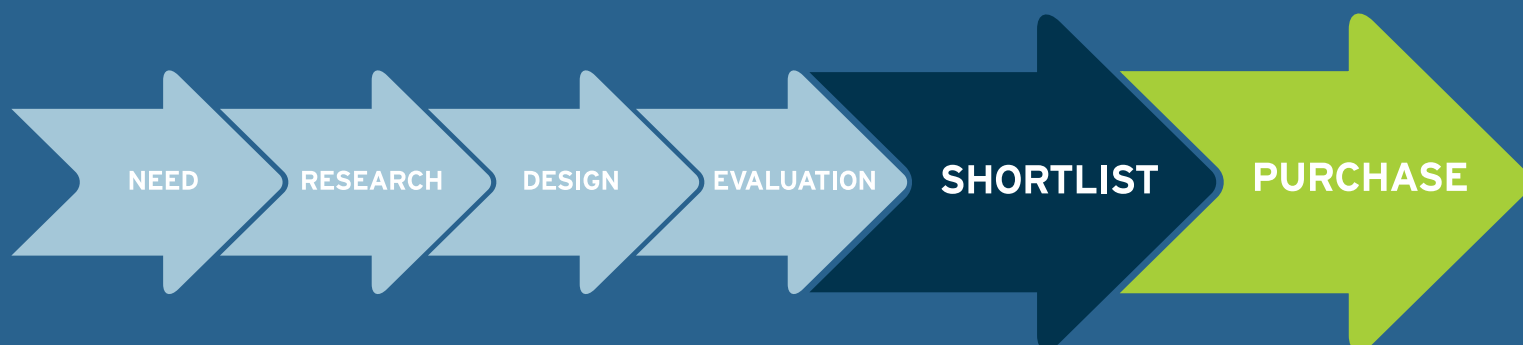 NEED
RESEARCH
DESIGN
EVALUATION
SHORTLIST
PURCHASE